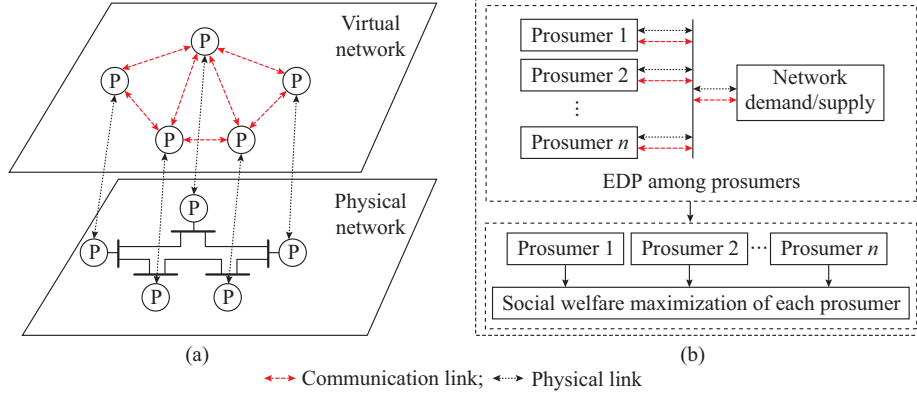 Virtual
network
P
P
P
P
P
Physical
network
P
P
P
P
P
(a)
Prosumer 1
Prosumer 2
⋮
Prosumer n
Network
demand/supply
EDP among prosumers
Prosumer 1
Prosumer 2
···
Prosumer n
Social welfare maximization of each prosumer
(b)
Communication link;
Physical link